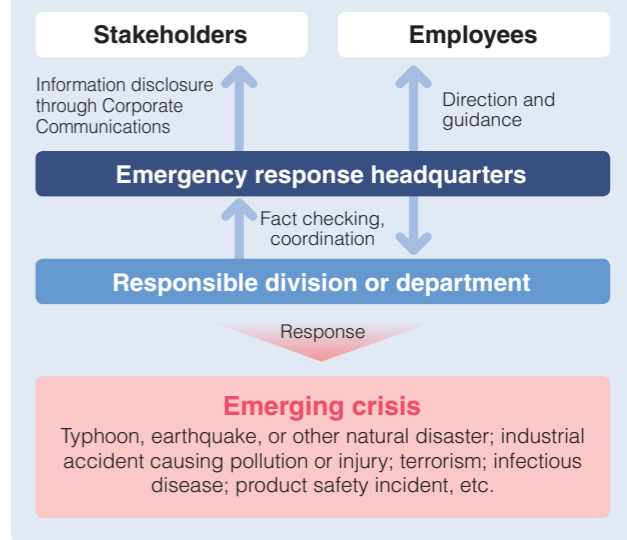 Stakeholders
Employees
Information disclosure
through Corporate
Communications
Direction and
guidance
Emergency response headquarters
Fact checking,
coordination
Responsible division or department
Response
Emerging crisis
Typhoon, earthquake, or other natural disaster; industrial
accident causing pollution or injury; terrorism; infectious
disease; product safety incident, etc.